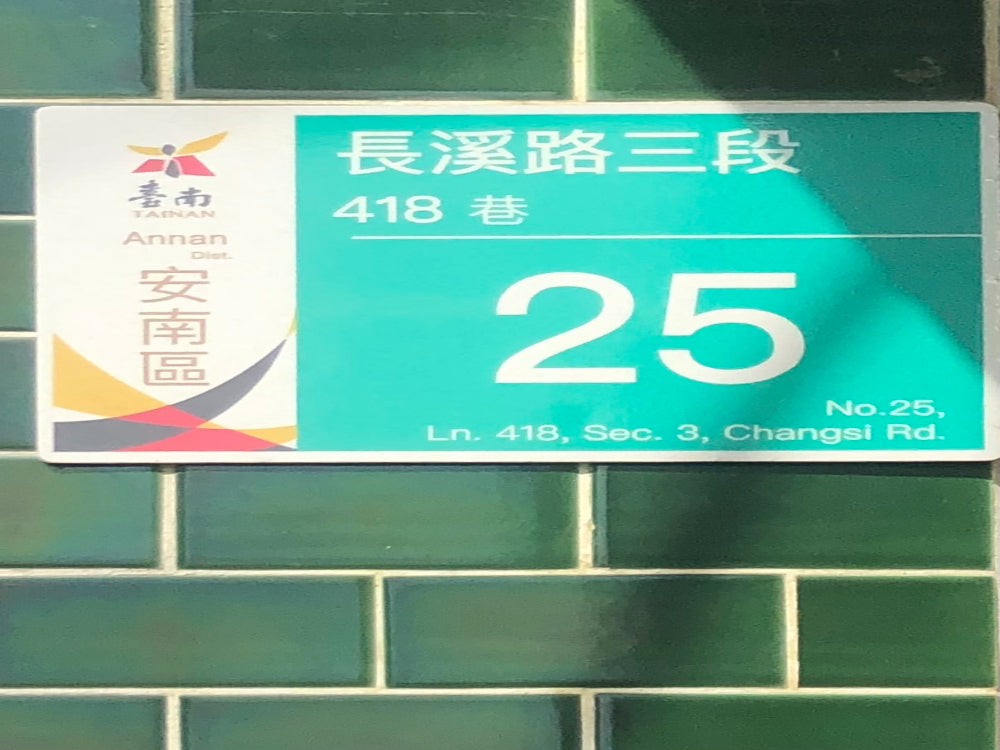 臺南
TAINAN
Annan
Dist.
安南區
長溪路三段
418 巷
25
No.25,
Ln. 418, Sec. 3, Changsi Rd.